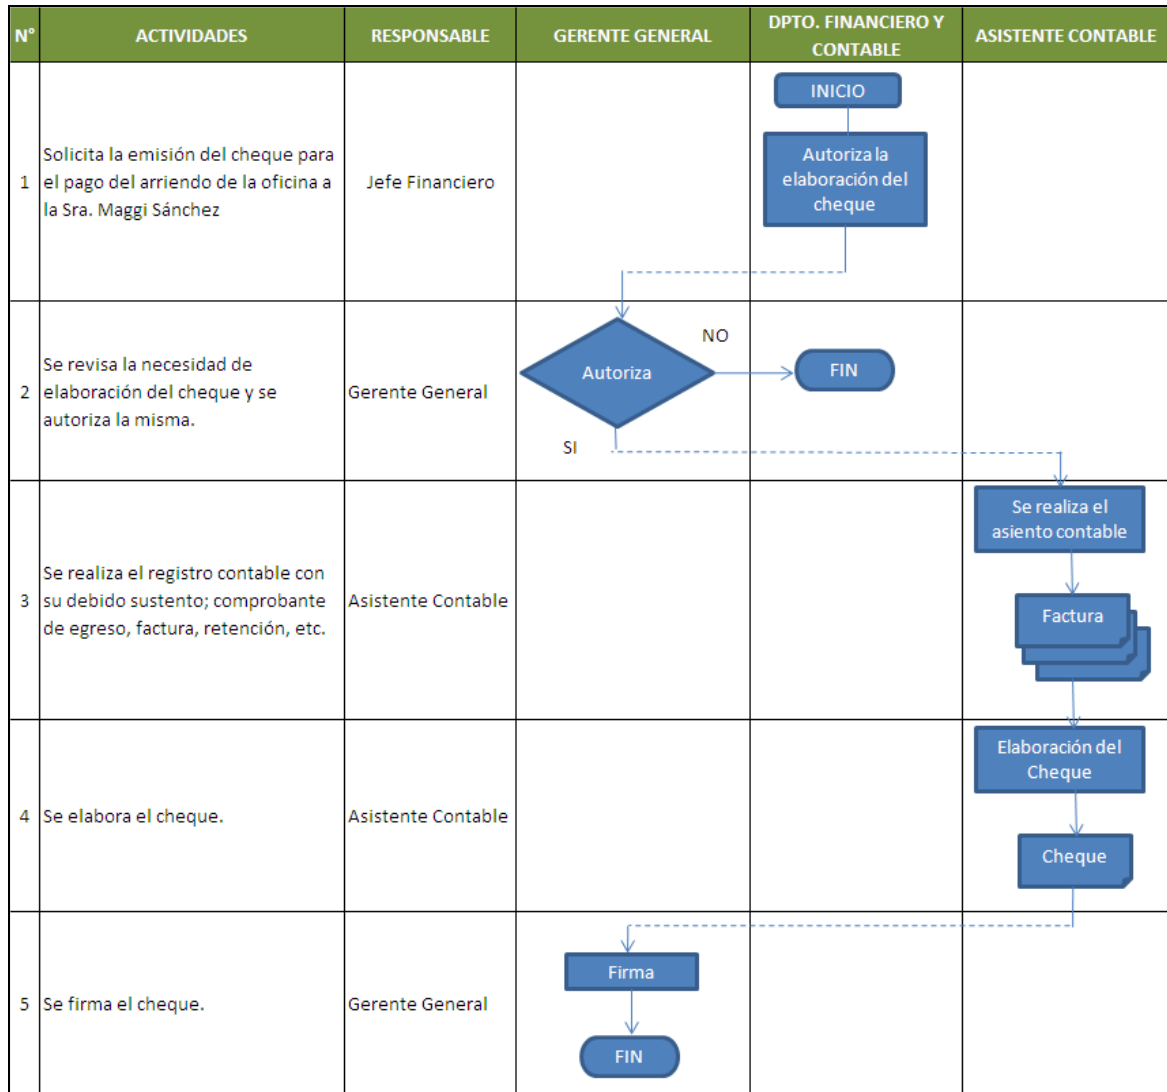 N°
ACTIVIDADES
RESPONSABLE
GERENTE GENERAL
DPTO. FINANCIERO Y
CONTABLE
ASISTENTE CONTABLE
1
Solicita la emisión del cheque para
el pago del arriendo de la oficina a
la Sra. Maggi Sánchez
Jefe Financiero
INICIO
Autoriza la
elaboración del
cheque
2
Se revisa la necesidad de
elaboración del cheque y se
autoriza la misma.
Gerente General
Autoriza
NO
FIN
SI
3
Se realiza el registro contable con
su debido sustento; comprobante
de egreso, factura, retención, etc.
Asistente Contable
Se realiza el
asiento contable
Factura
4
Se elabora el cheque.
Asistente Contable
Elaboración del
Cheque
Cheque
5
Se firma el cheque.
Gerente General
Firma
FIN